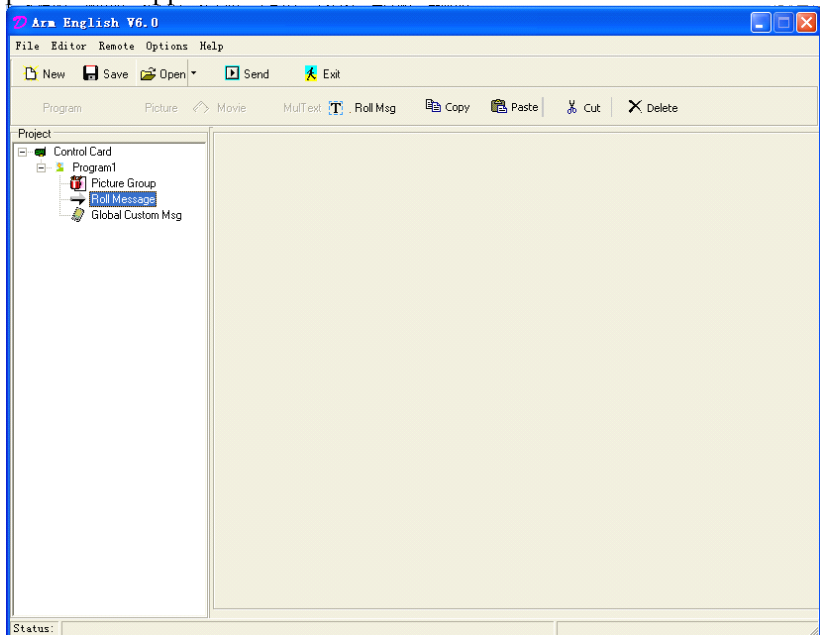 Arm English V6.0
File Editor Remote Options Help
New Save Open Send Exit
Program Picture Movie MulText T Roll Msg Copy Paste Cut Delete
Project
Control Card
Program1
Picture Group
Roll Message
Global Custom Msg
Status: